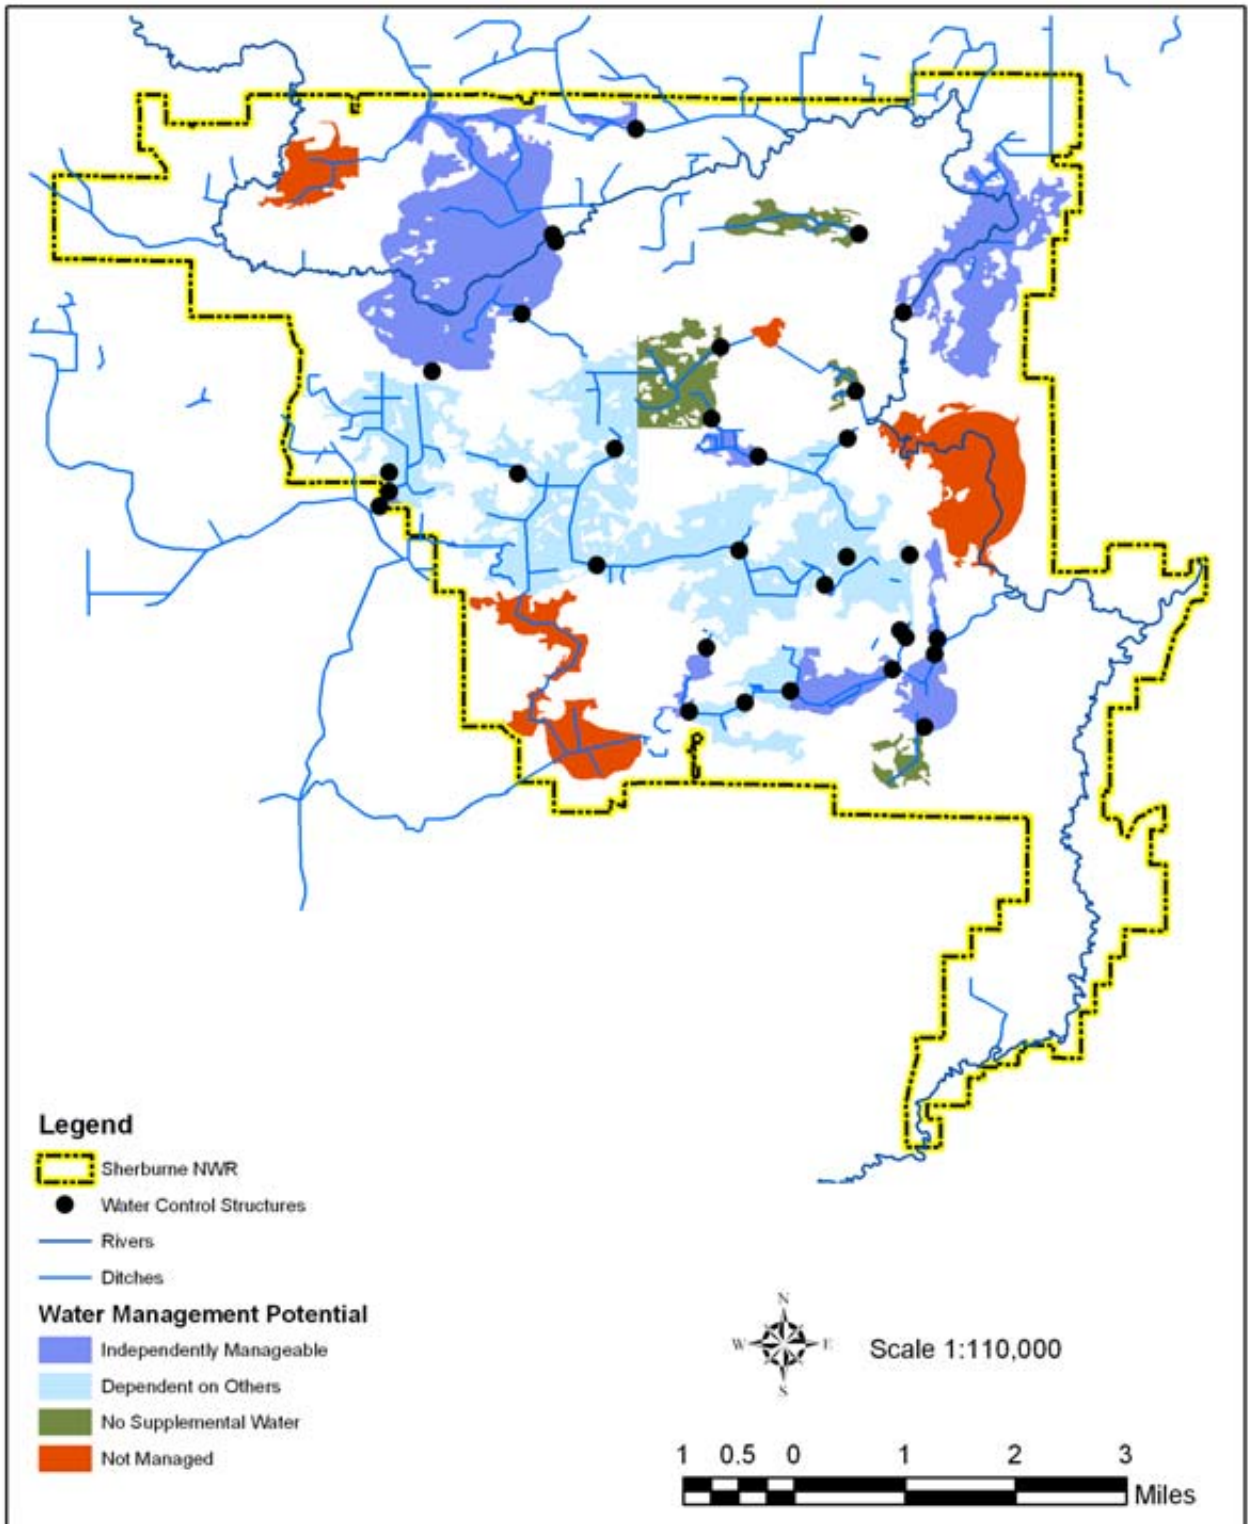 Legend
Sherburne NWR
Water Control Structures
Rivers
Ditches
Water Management Potential
Independently Manageable
Dependent on Others
No Supplemental Water
Not Managed
N
W E
S
Scale 1:110,000
1 0.5 0 1 2 3
Miles